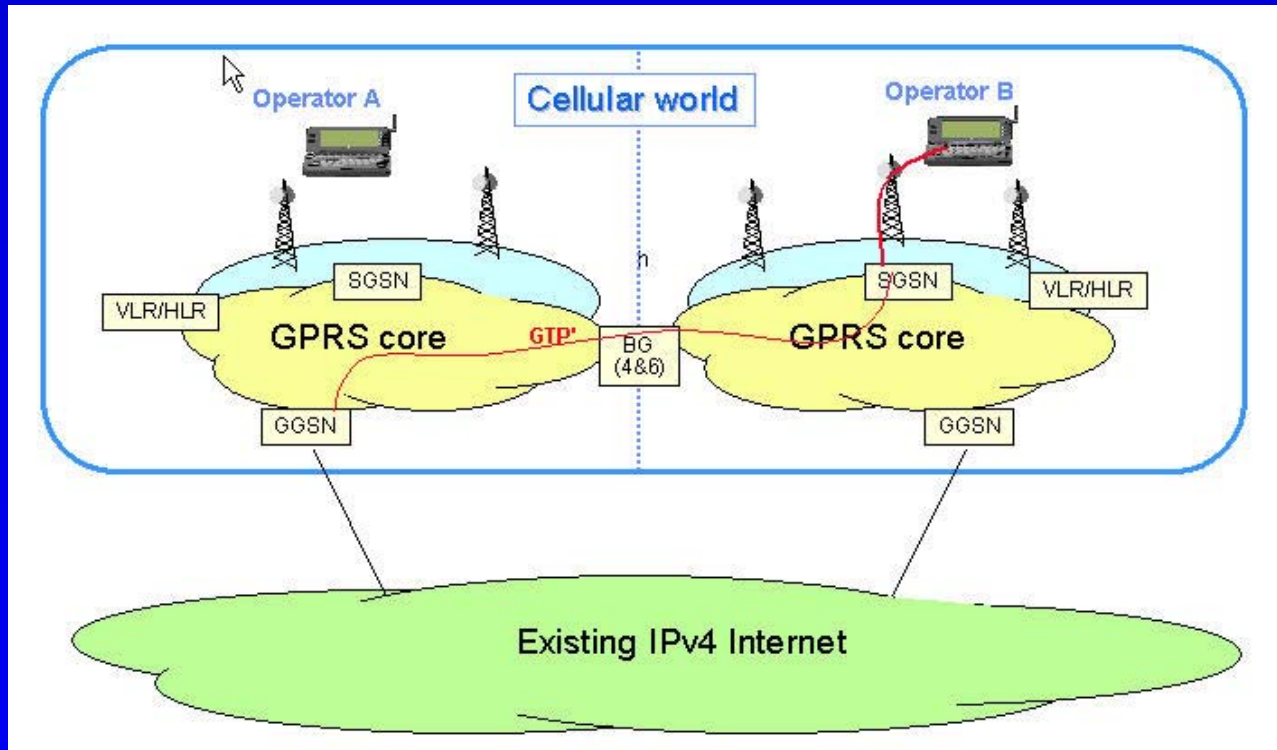 Operator A
Cellular world
Operator B
h
SGSN
SGSN
VLR/HLR
VLR/HLR
GPRS core
GTP'
BG
(4&6)
GPRS core
GGSN
GGSN
Existing IPv4 Internet